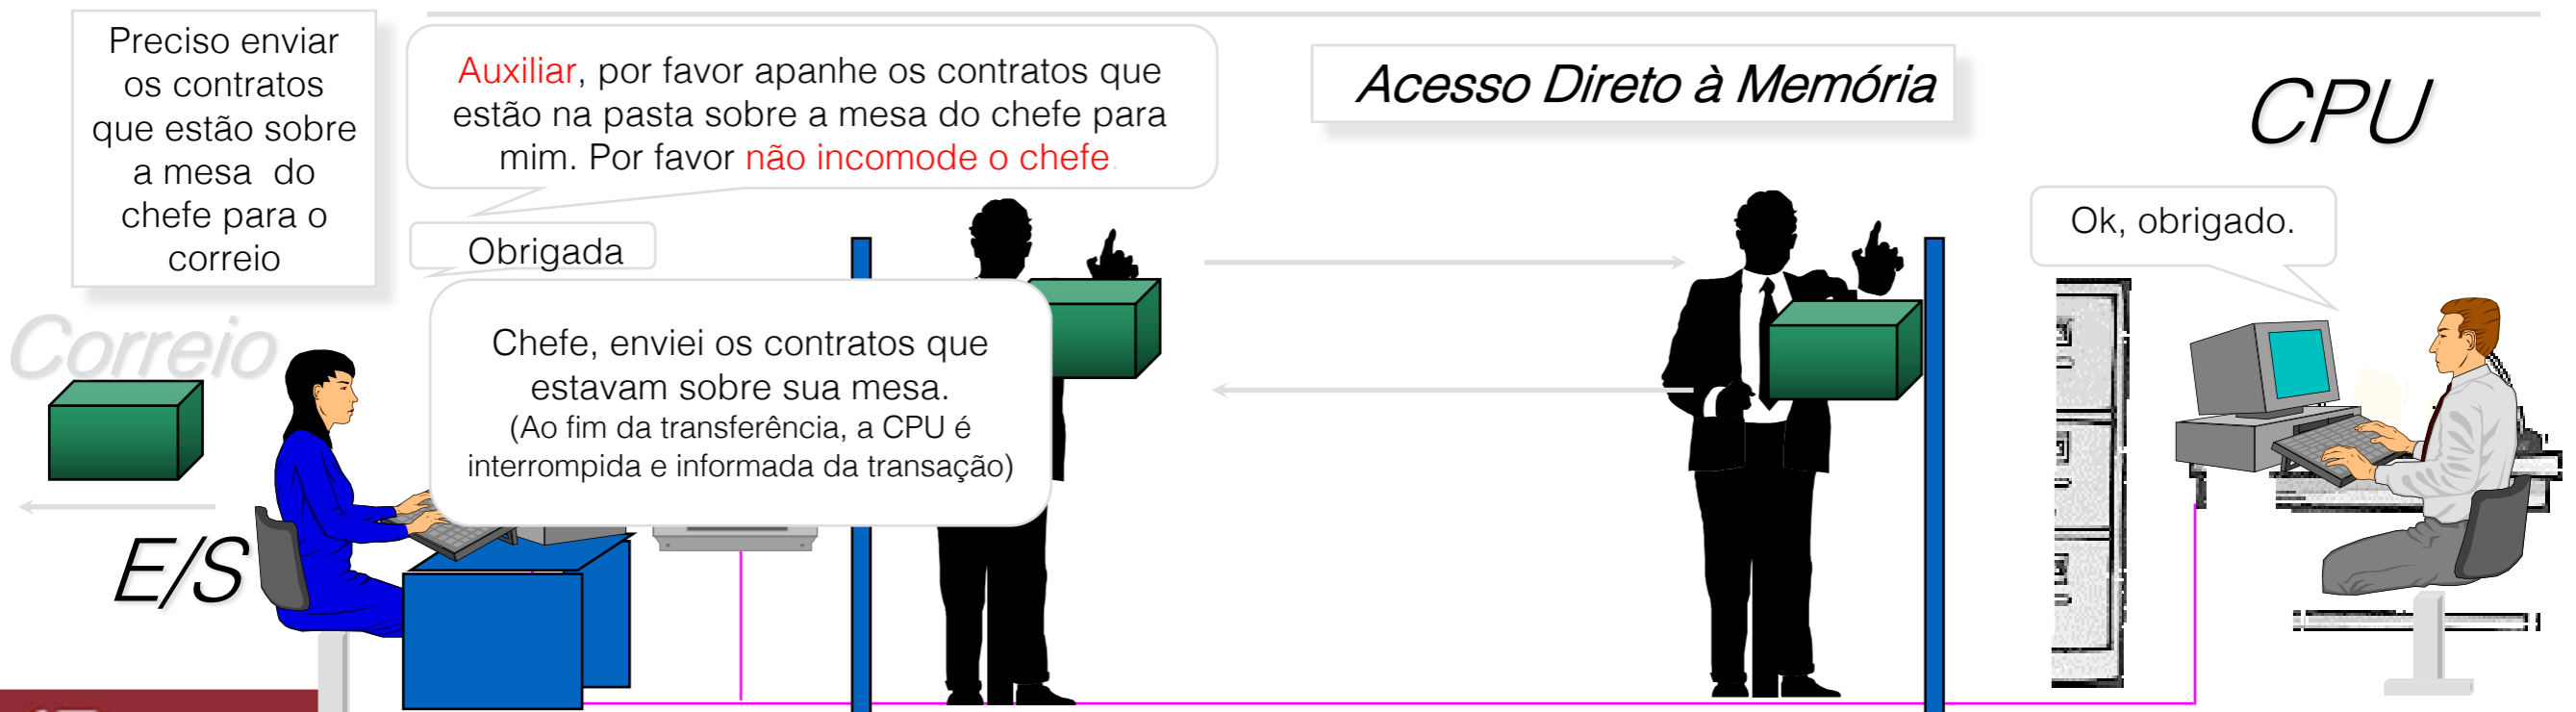 Preciso enviar
os contratos
que estão sobre
a mesa do
chefe para o
correio
Auxiliar, por favor apanhe os contratos que
estão na pasta sobre a mesa do chefe para
mim. Por favor não incomode o chefe.
Obrigada
Chefe, enviei os contratos que
estavam sobre sua mesa.
(Ao fim da transferência, a CPU é
interrompida e informada da transação)
Acesso Direto à Memória
CPU
Ok, obrigado.
Correio
E/S